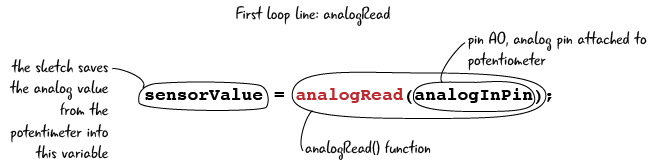 First loop line: analogRead
pin A0, analog pin attached to
potentiometer
the sketch saves
the analog value
from the
potentimeter into
this variable
sensorValue = analogRead(analogInPin);
analogRead() function